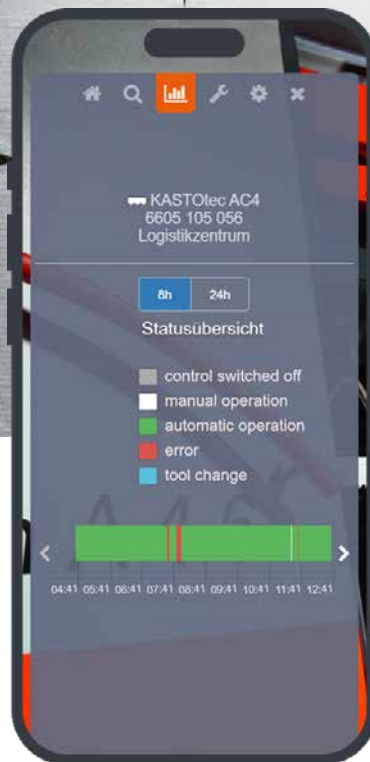 KASTOtec AC4
6605 105 056
Logistikzentrum
8h 24h
Statusübersicht
control switched off
manual operation
automatic operation
error
tool change
04:41 05:41 06:41 07:41 08:41 09:41 10:41 11:41 12:41